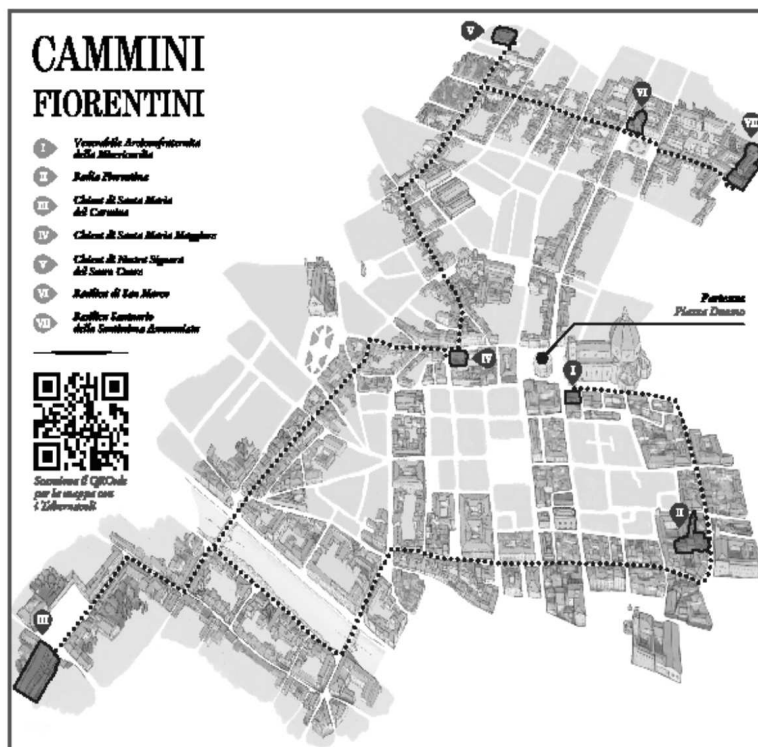 CAMMINI
FIORENTINI
I
Venerabile Arciconfraternita
della Misericordia
II
Badia Fiorentina
III
Chiesa di Santa Maria
del Carmine
IV
Chiesa di Santa Maria Maggiore
V
Chiesa di Nostra Signora
del Sacro Cuore
VI
Basilica di San Marco
VII
Basilica Santuario
della Santissima Annunziata
Scansiona il QRCode
per la mappa con
i Tabernacoli
V
VI
VII
Partenza
Piazza Duomo
IV
I
II
III